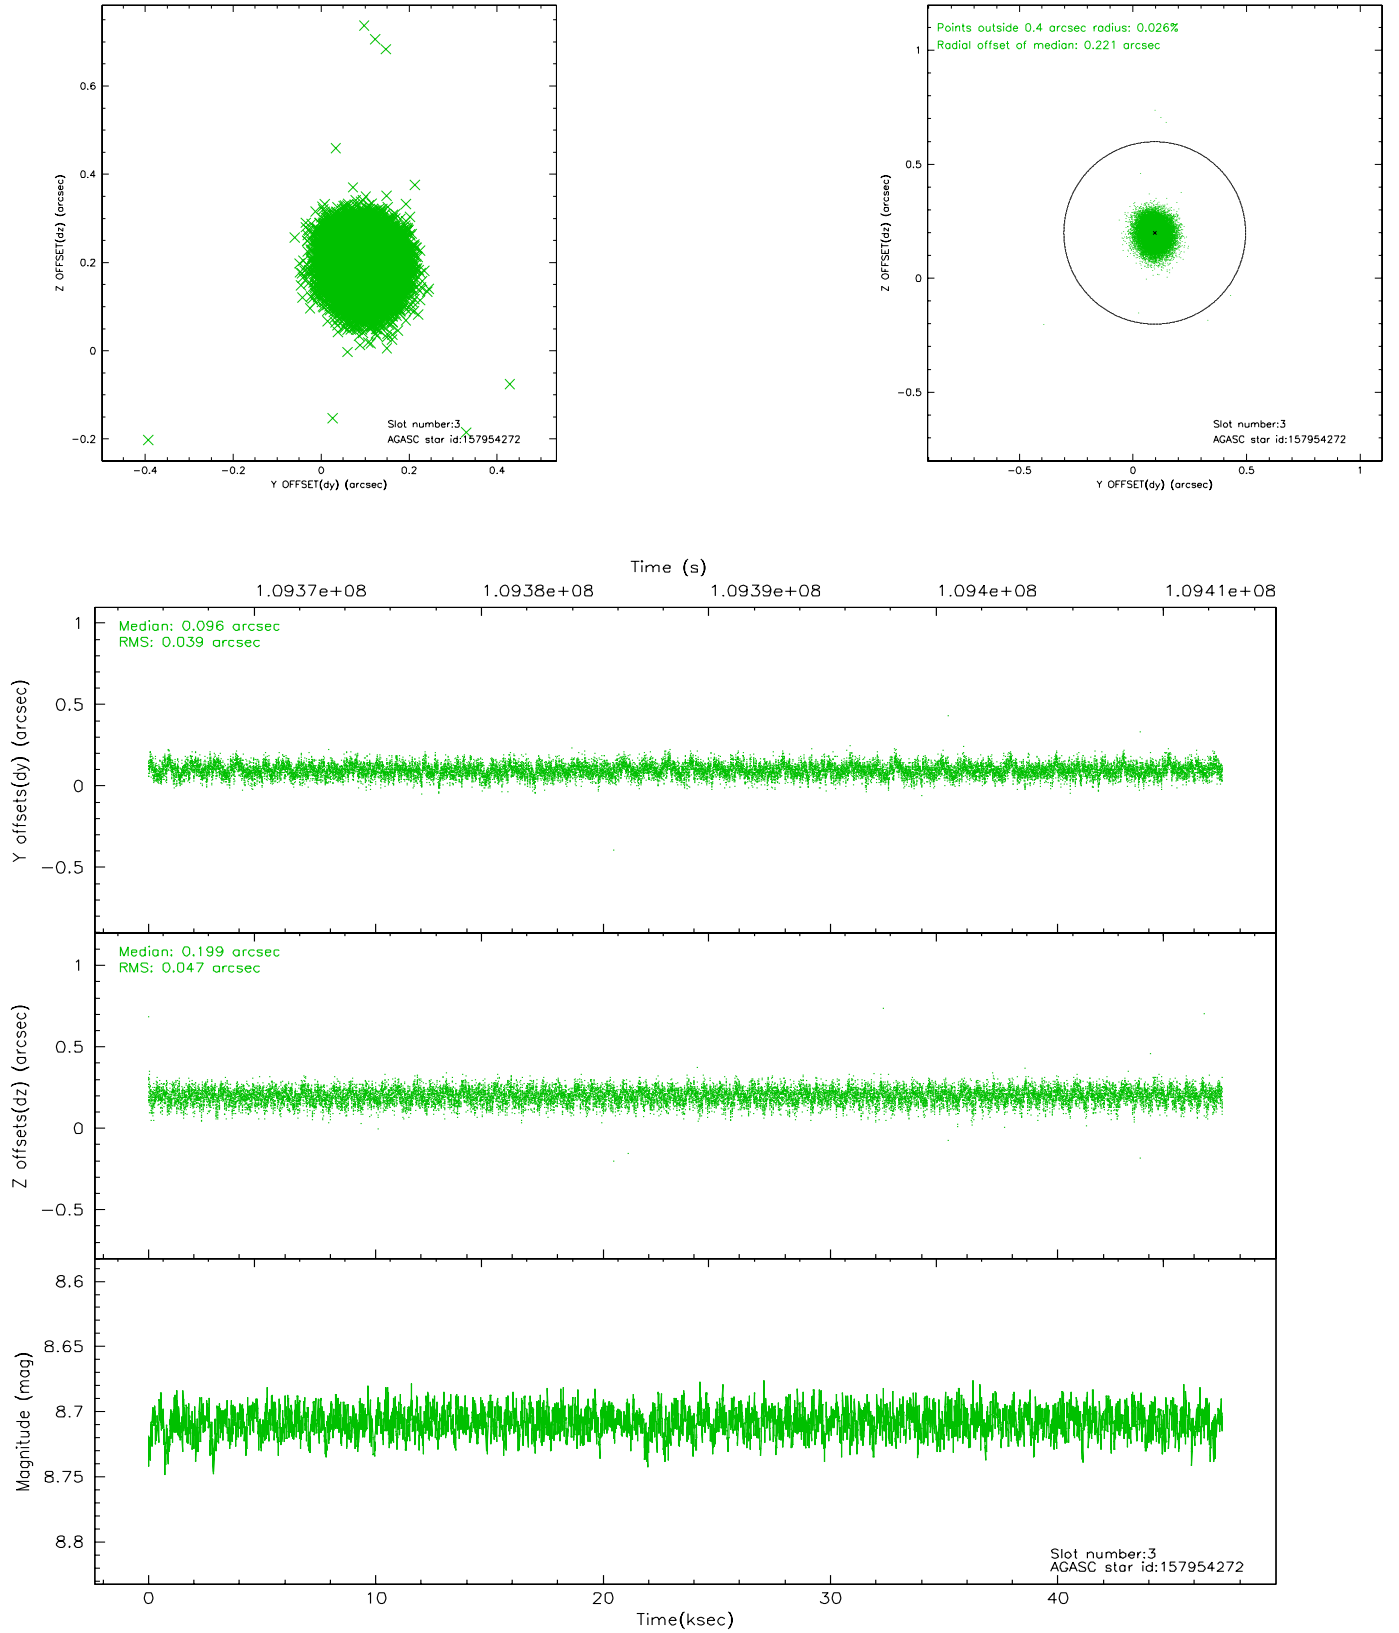 0.6
0.4
0.2
0
−0.2
Z OFFSET(dz) (arcsec)
−0.4
−0.2
0
0.2
0.4
Y OFFSET(dy) (arcsec)
Slot number:3
AGASC star id:157954272
Points outside 0.4 arcsec radius: 0.026%
Radial offset of median: 0.221 arcsec
1
0.5
0
−0.5
Z OFFSET(dz) (arcsec)
−0.5
0
0.5
1
Y OFFSET(dy) (arcsec)
Slot number:3
AGASC star id:157954272
Time (s)
1.0937e+08
1.0938e+08
1.0939e+08
1.094e+08
1.0941e+08
Median: 0.096 arcsec
RMS: 0.039 arcsec
1
0.5
0
−0.5
Y offsets(dy) (arcsec)
Median: 0.199 arcsec
RMS: 0.047 arcsec
1
0.5
0
−0.5
Z offsets(dz) (arcsec)
8.6
8.65
8.7
8.75
8.8
Magnitude (mag)
Slot number:3
AGASC star id:157954272
0
10
20
30
40
Time(ksec)